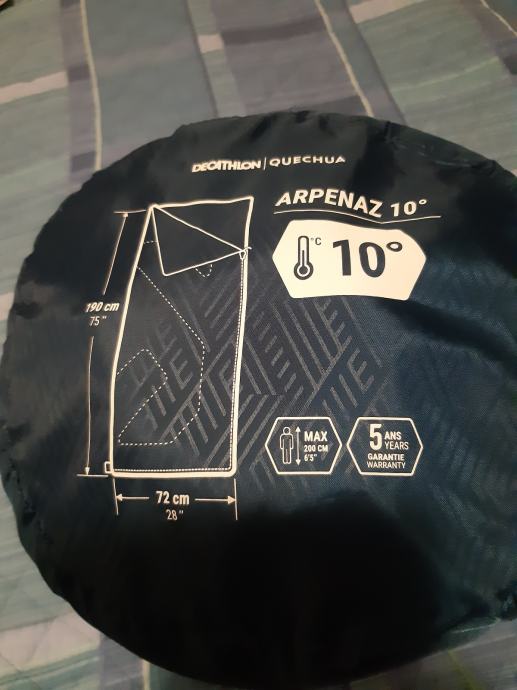 DECATHLON | QUECHUA
ARPENAZ 10°
°C 10°
190 cm
75"
MAX
200 CM
6'5"
5 ANS
YEARS
GARANTIE
WARRANTY
72 cm
28"